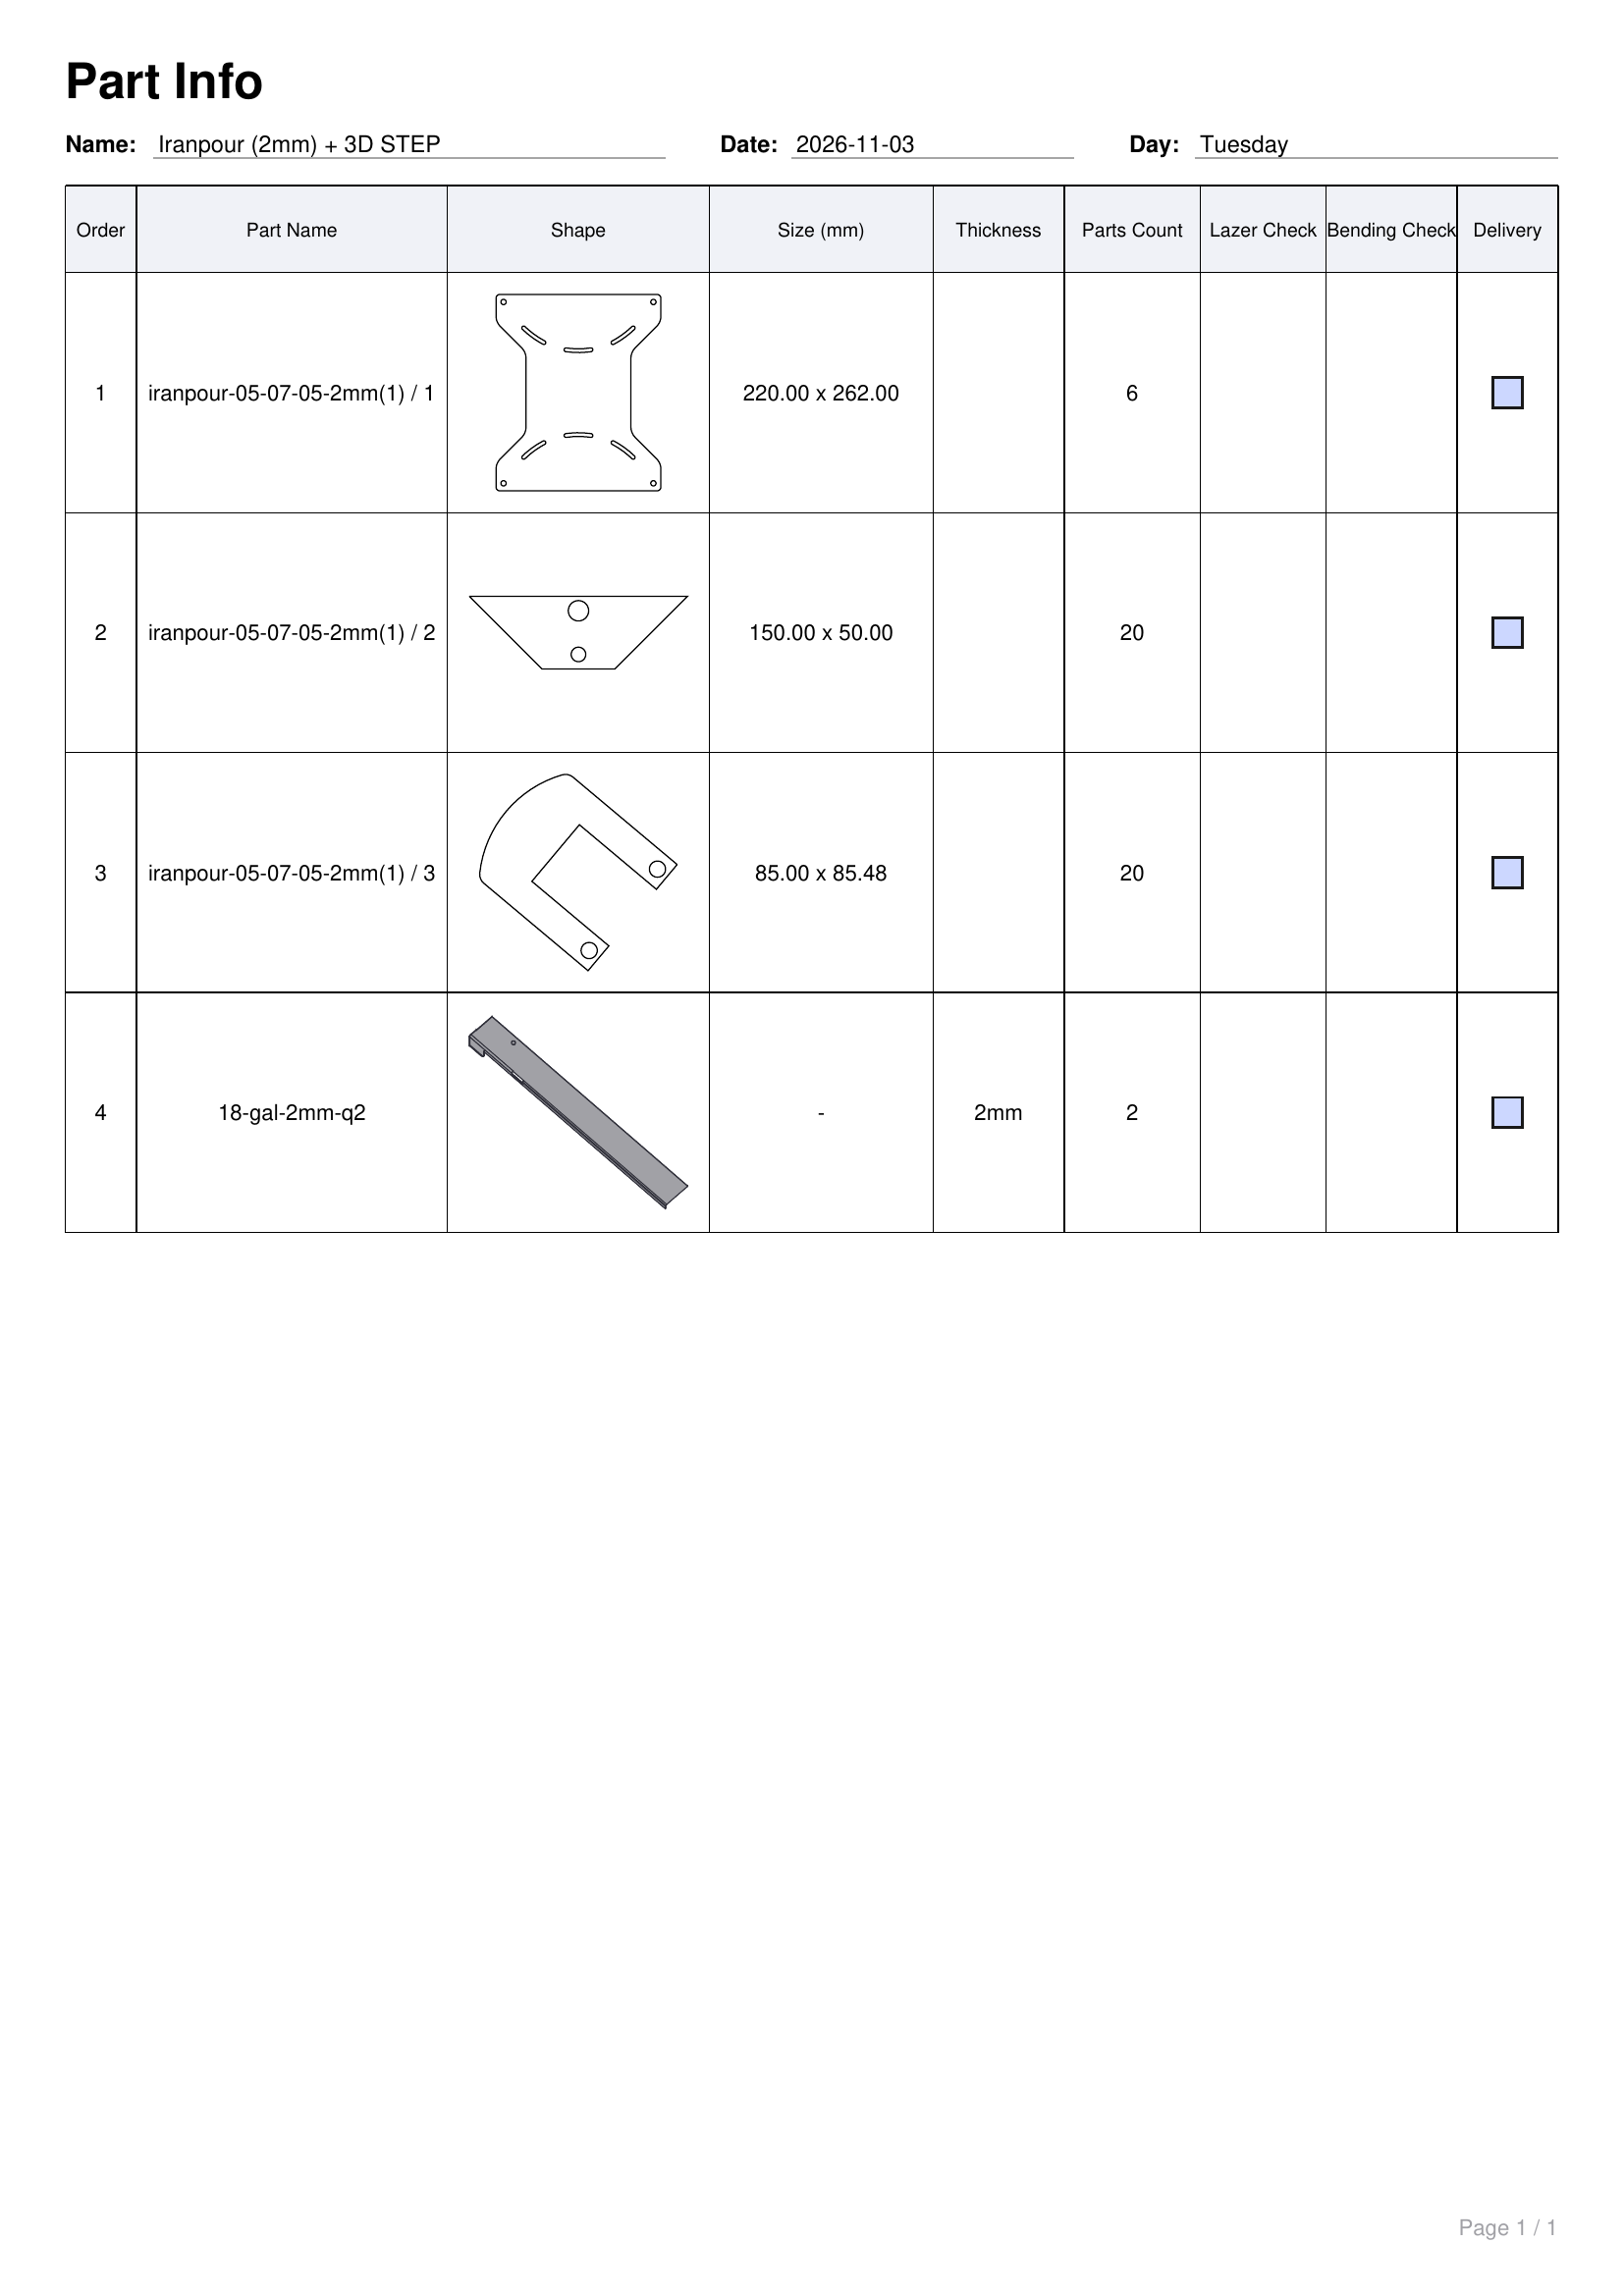 Part Info
Name: Iranpour (2mm) + 3D STEP Date: 2026-11-03 Day: Tuesday
Order Part Name Shape Size (mm) Thickness Parts Count Lazer Check Bending Check Delivery
1 iranpour-05-07-05-2mm(1) / 1 220.00 x 262.00 6
2 iranpour-05-07-05-2mm(1) / 2 150.00 x 50.00 20
3 iranpour-05-07-05-2mm(1) / 3 85.00 x 85.48 20
4 18-gal-2mm-q2 - 2mm 2
Page 1 / 1